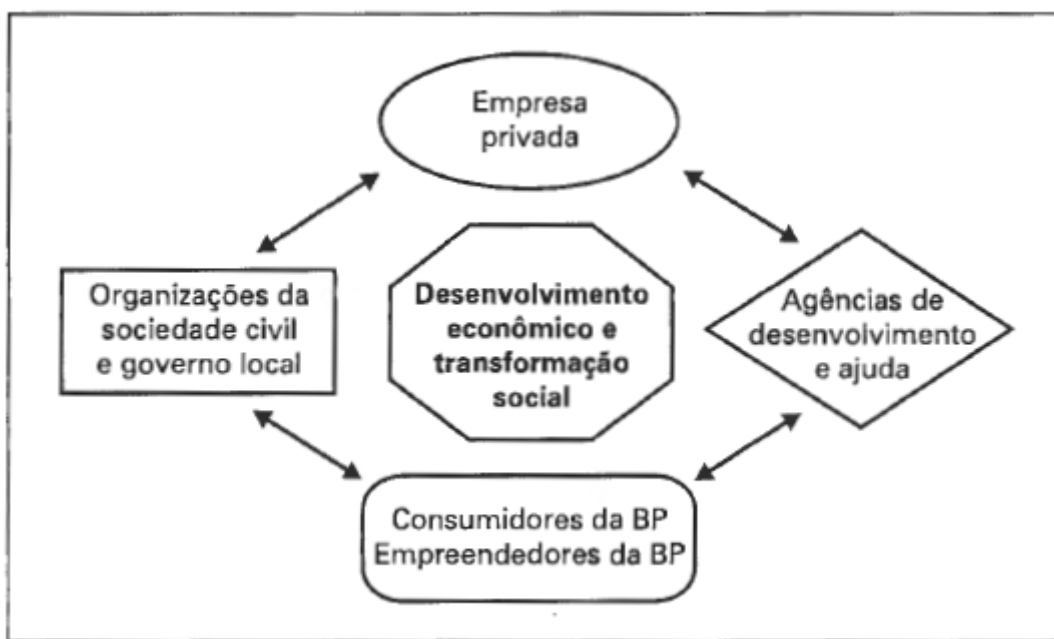 Empresa
privada
Organizações da
sociedade civil
e governo local
Desenvolvimento
econômico e
transformação
social
Agências de
desenvolvimento
e ajuda
Consumidores da BP
Empreendedores da BP